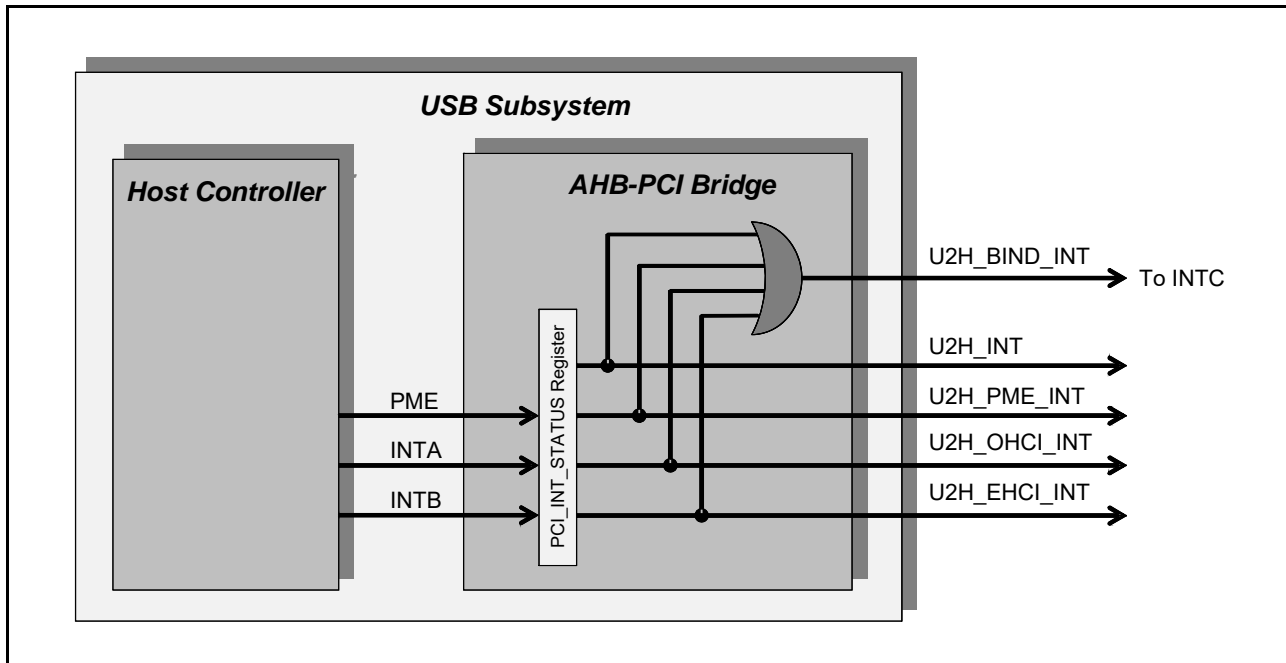 USB Subsystem
Host Controller
AHB-PCI Bridge
U2H_BIND_INT
To INTC
PCI_INT_STATUS Register
U2H_INT
PME
U2H_PME_INT
INTA
U2H_OHCI_INT
INTB
U2H_EHCI_INT